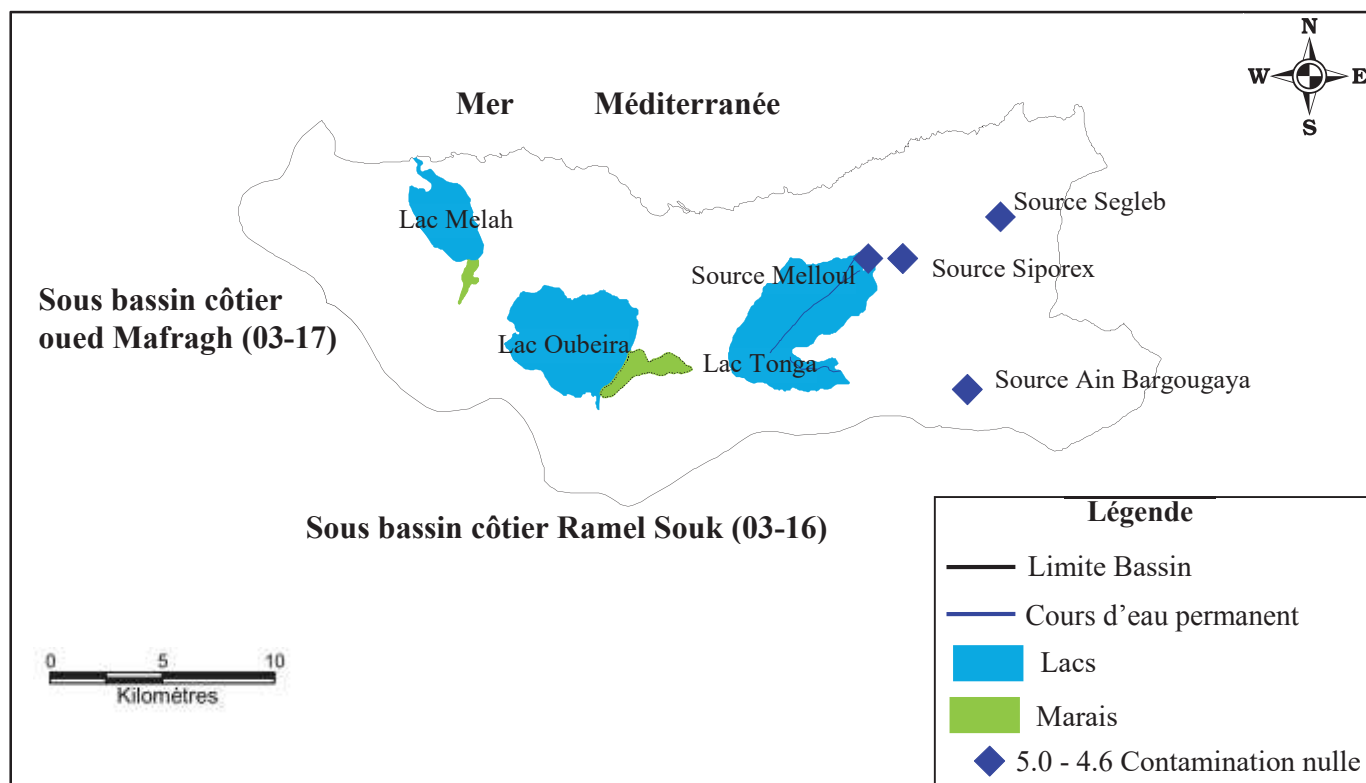 N
W E
S
Mer Méditerranée
Source Segleb
Lac Melah
Source Melloul
Source Siporex
Sous bassin côtier
oued Mafragh (03-17)
Lac Oubeira
Lac Tonga
Source Ain Bargougaya
Sous bassin côtier Ramel Souk (03-16)
0 5 10
Kilomètres
Légende
Limite Bassin
Cours d’eau permanent
Lacs
Marais
5.0 - 4.6 Contamination nulle